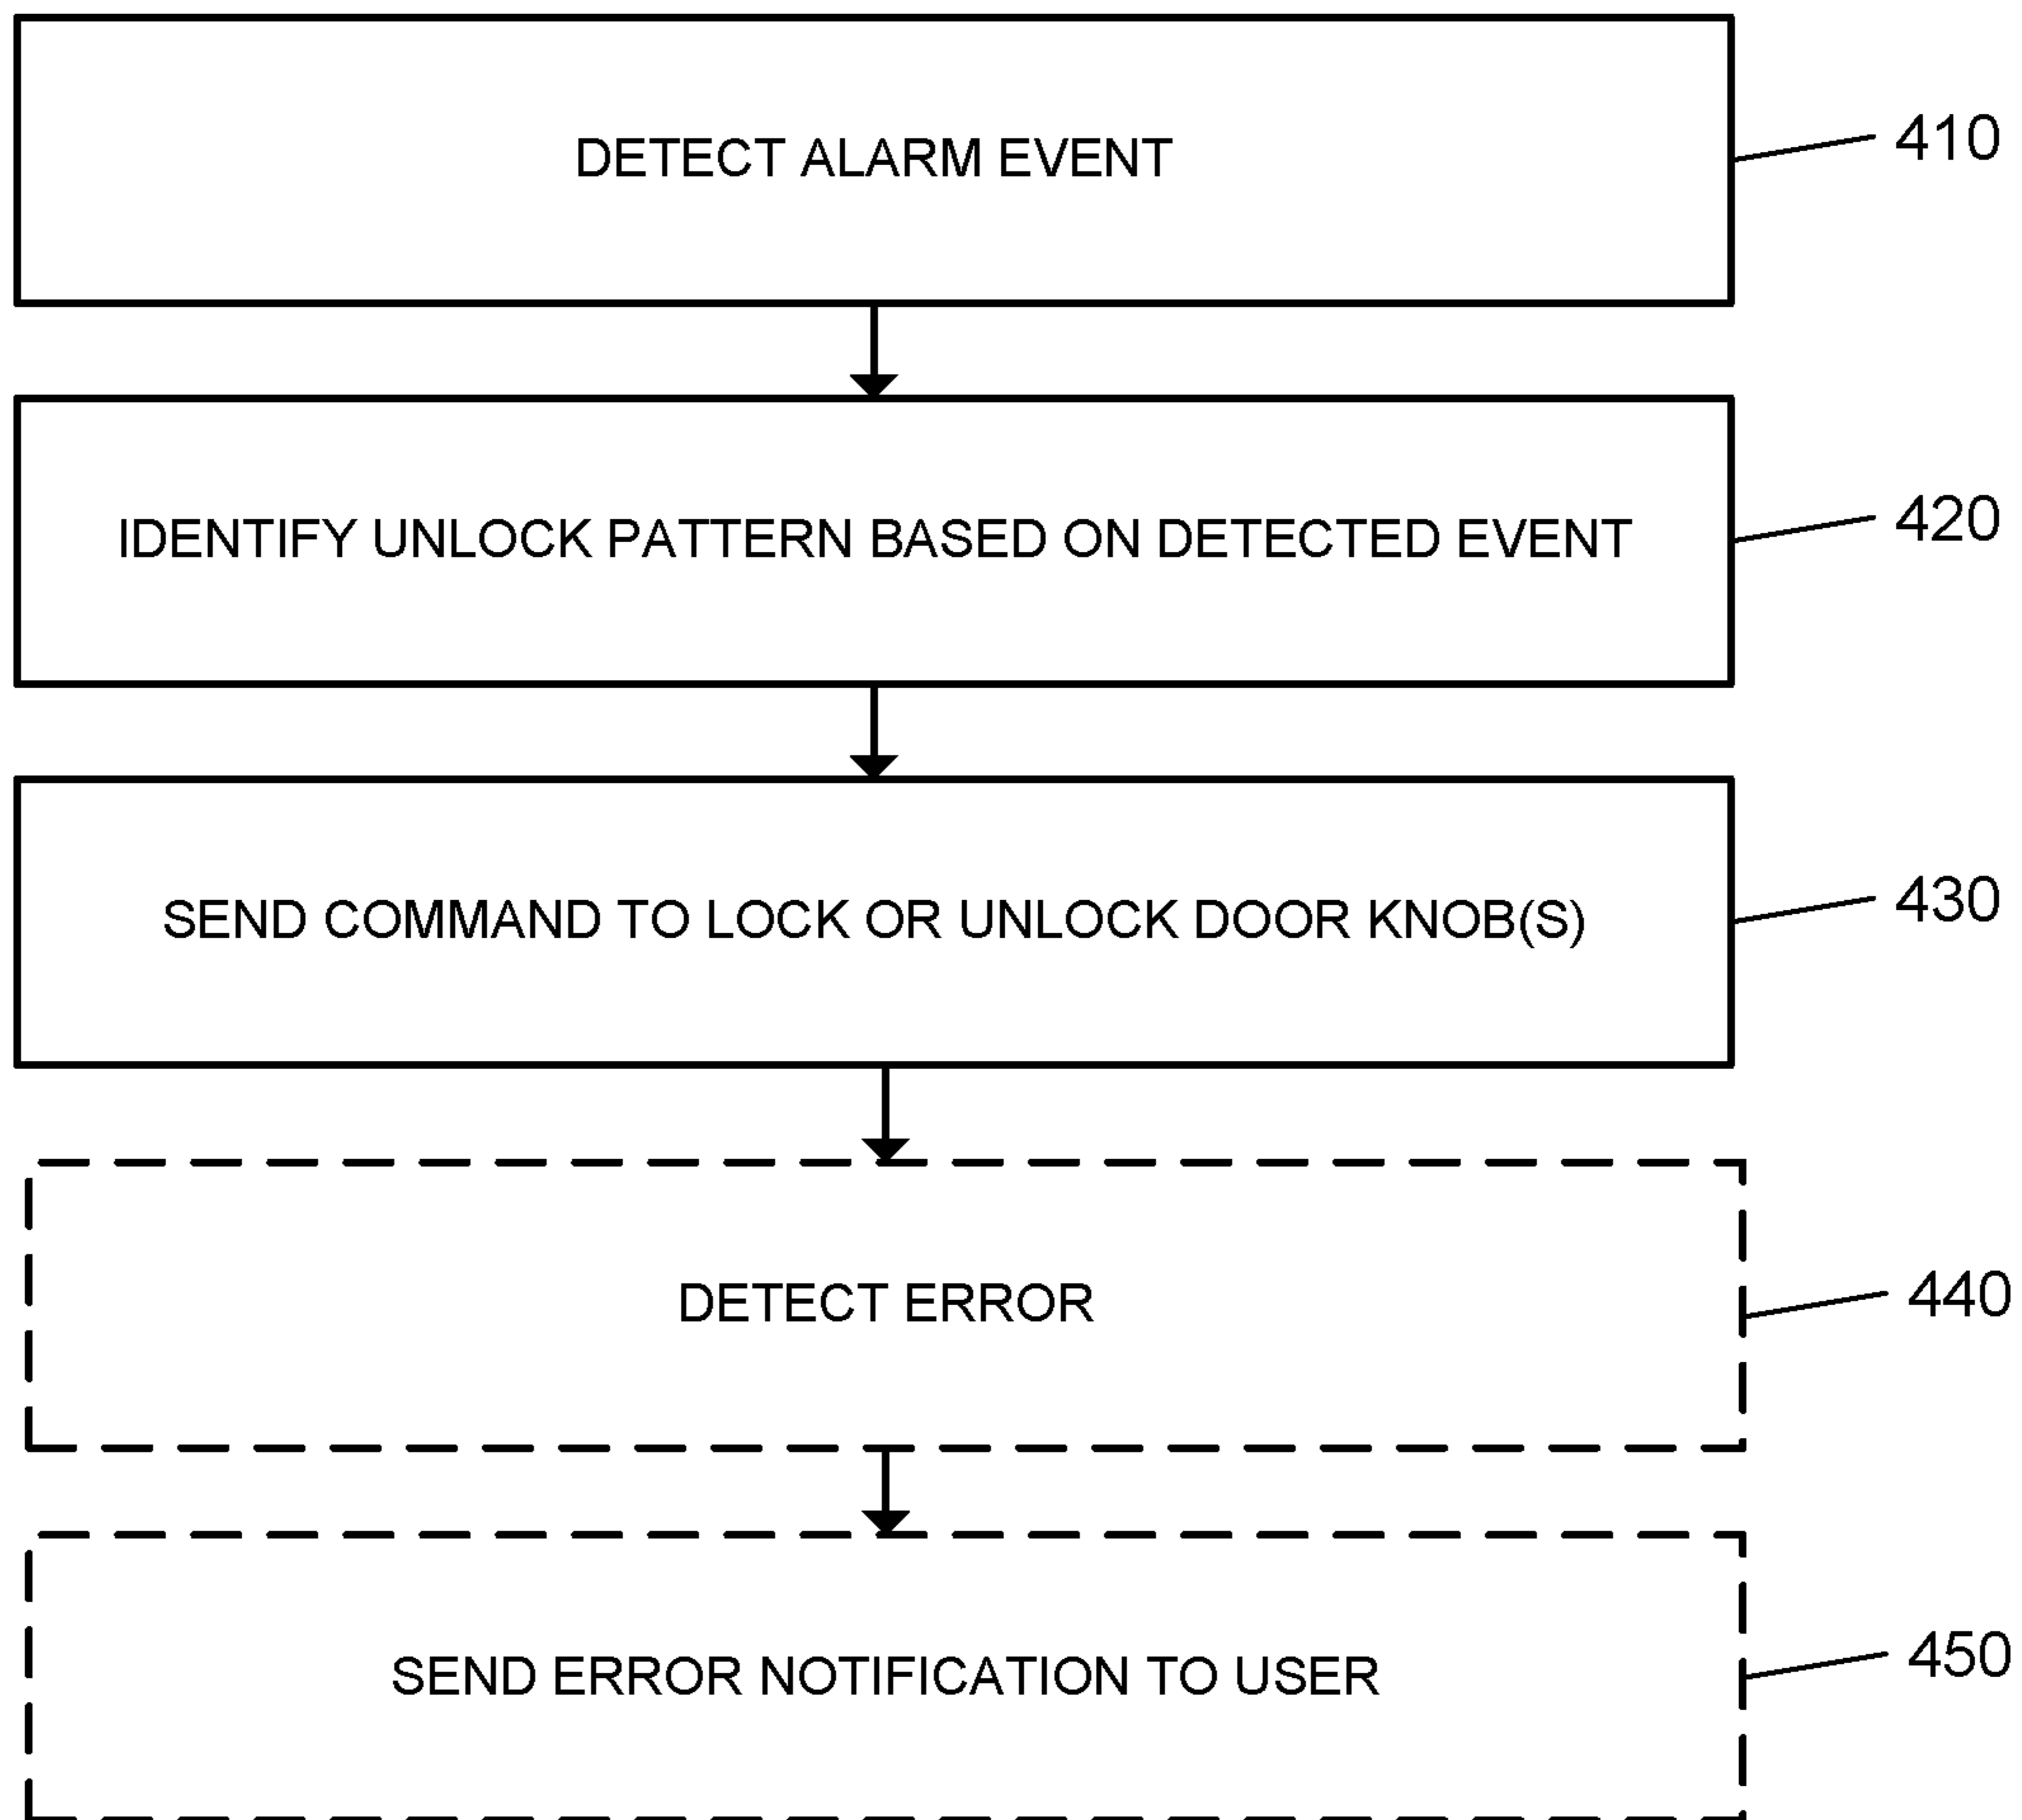 DETECT ALARM EVENT
410
IDENTIFY UNLOCK PATTERN BASED ON DETECTED EVENT
420
SEND COMMAND TO LOCK OR UNLOCK DOOR KNOB(S)
430
DETECT ERROR
440
SEND ERROR NOTIFICATION TO USER
450